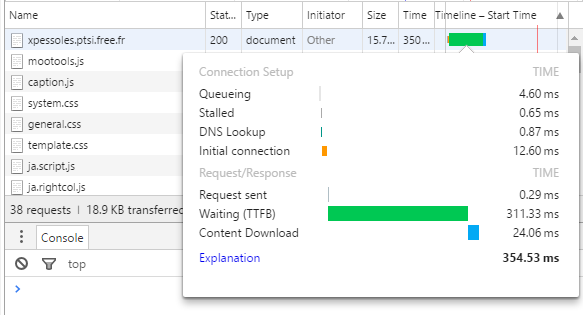 Name Stat... Type Initiator Size Time Timeline – Start Time
xpessoles.ptsi.free.fr 200 document Other 15.7... 350...
mootools.js
caption.js
system.css
general.css
template.css
ja.script.js
ja.rightcol.js
Connection Setup TIME
Queueing 4.60 ms
Stalled 0.65 ms
DNS Lookup 0.87 ms
Initial connection 12.60 ms
Request/Response TIME
Request sent 0.29 ms
Waiting (TTFB) 311.33 ms
Content Download 24.06 ms
Explanation 354.53 ms
38 requests | 18.9 KB transferred
Console
top